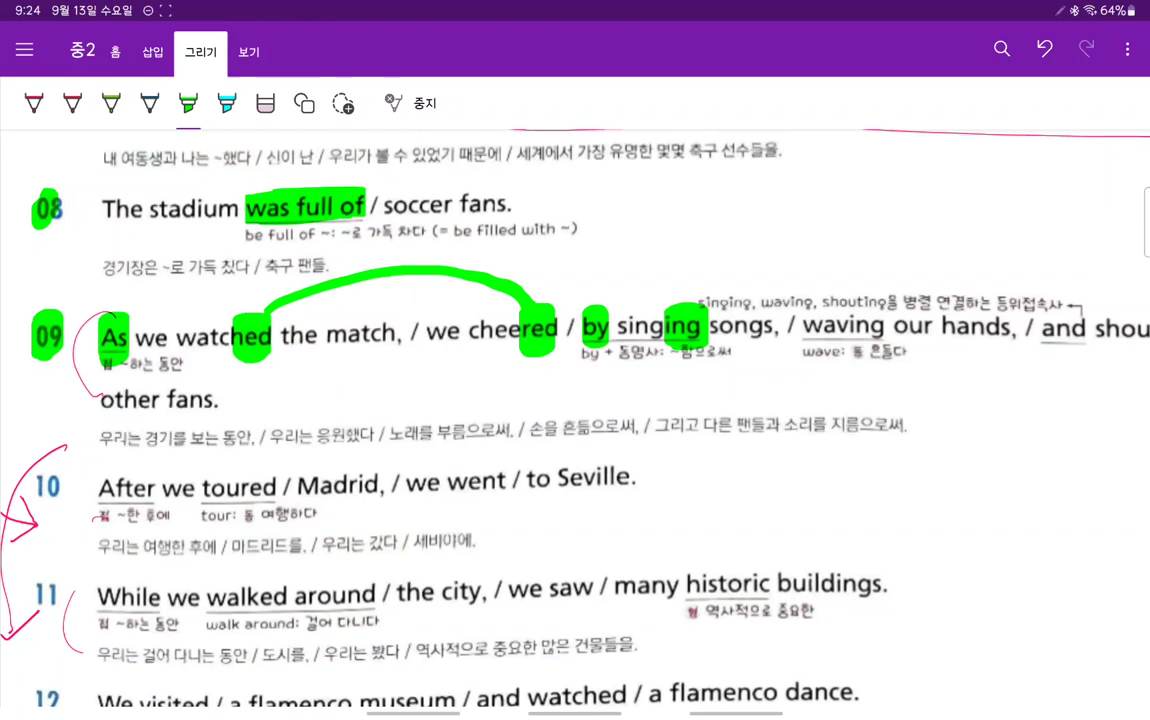 9:24 9월 13일 수요일 64%
중2 홈 삽입 그리기 보기
중지
내 여동생과 나는 ~했다 / 신이 난 / 우리가 볼 수 있었기 때문에 / 세계에서 가장 유명한 몇몇 축구 선수들을.
08 The stadium was full of / soccer fans.
be full of ~: ~로 가득 차다 (= be filled with ~)
경기장은 ~로 가득 찼다 / 축구 팬들.
singing, waving, shouting을 병렬 연결하는 등위접속사
09 As we watched the match, / we cheered / by singing songs, / waving our hands, / and shou
접 ~하는 동안 by + 동명사: ~함으로써 wave: 동 흔들다
other fans.
우리는 경기를 보는 동안, / 우리는 응원했다 / 노래를 부름으로써, / 손을 흔듦으로써, / 그리고 다른 팬들과 소리를 지름으로써.
10 After we toured / Madrid, / we went / to Seville.
접 ~한 후에 tour: 동 여행하다
우리는 여행한 후에 / 마드리드를, / 우리는 갔다 / 세비야에.
11 While we walked around / the city, / we saw / many historic buildings.
접 ~하는 동안 walk around: 걸어 다니다 형 역사적으로 중요한
우리는 걸어 다니는 동안 / 도시를, / 우리는 봤다 / 역사적으로 중요한 많은 건물들을.
12 We visited / a flamenco museum / and watched / a flamenco dance.